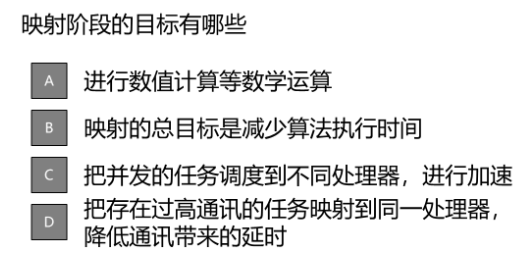 映射阶段的目标有哪些
A 进行数值计算等数学运算
B 映射的总目标是减少算法执行时间
C 把并发的任务调度到不同处理器，进行加速
D 把存在过高通讯的任务映射到同一处理器，
降低通讯带来的延时